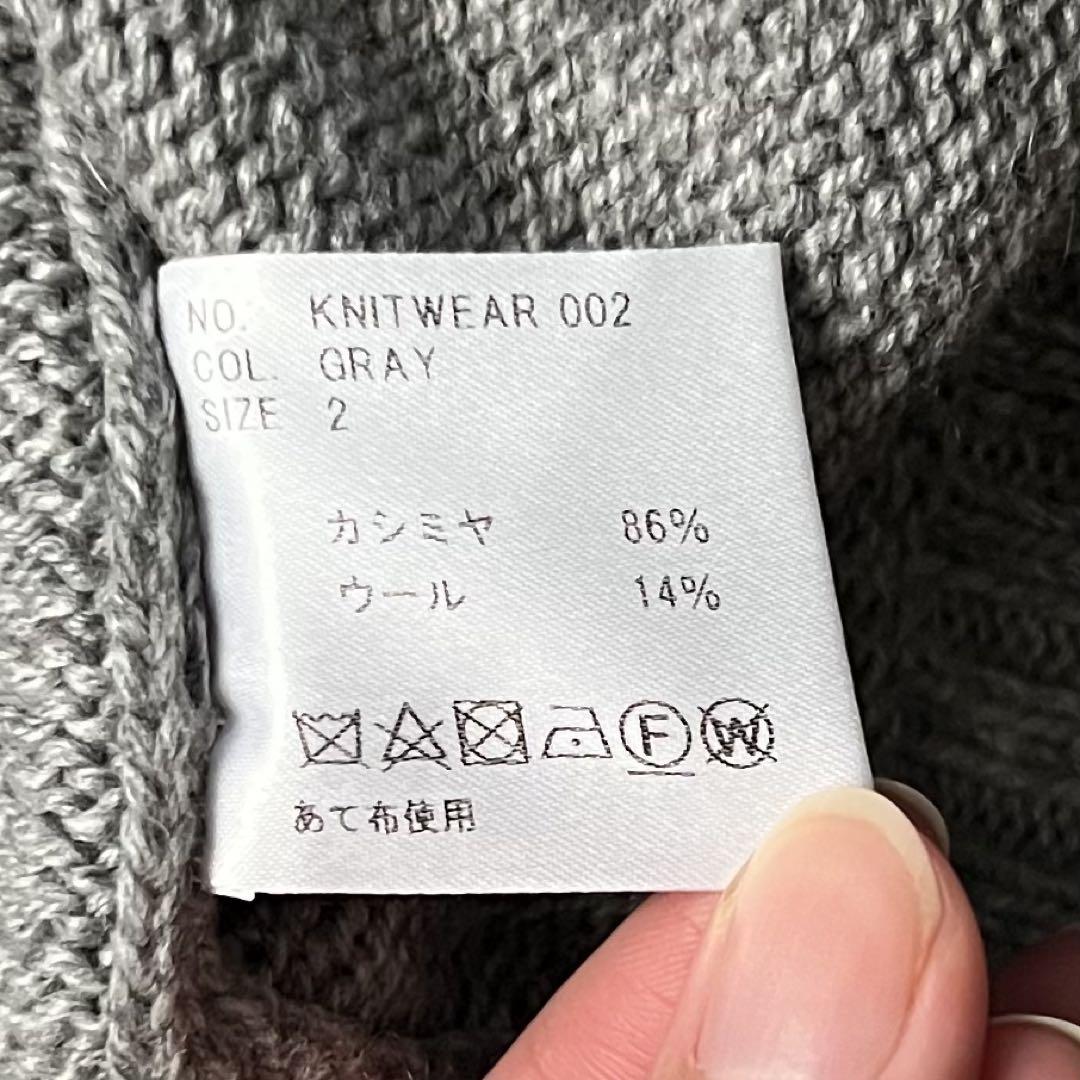 NO. KNITWEAR 002
COL. GRAY
SIZE 2
カシミヤ 86%
ウール 14%
F W
あて布使用